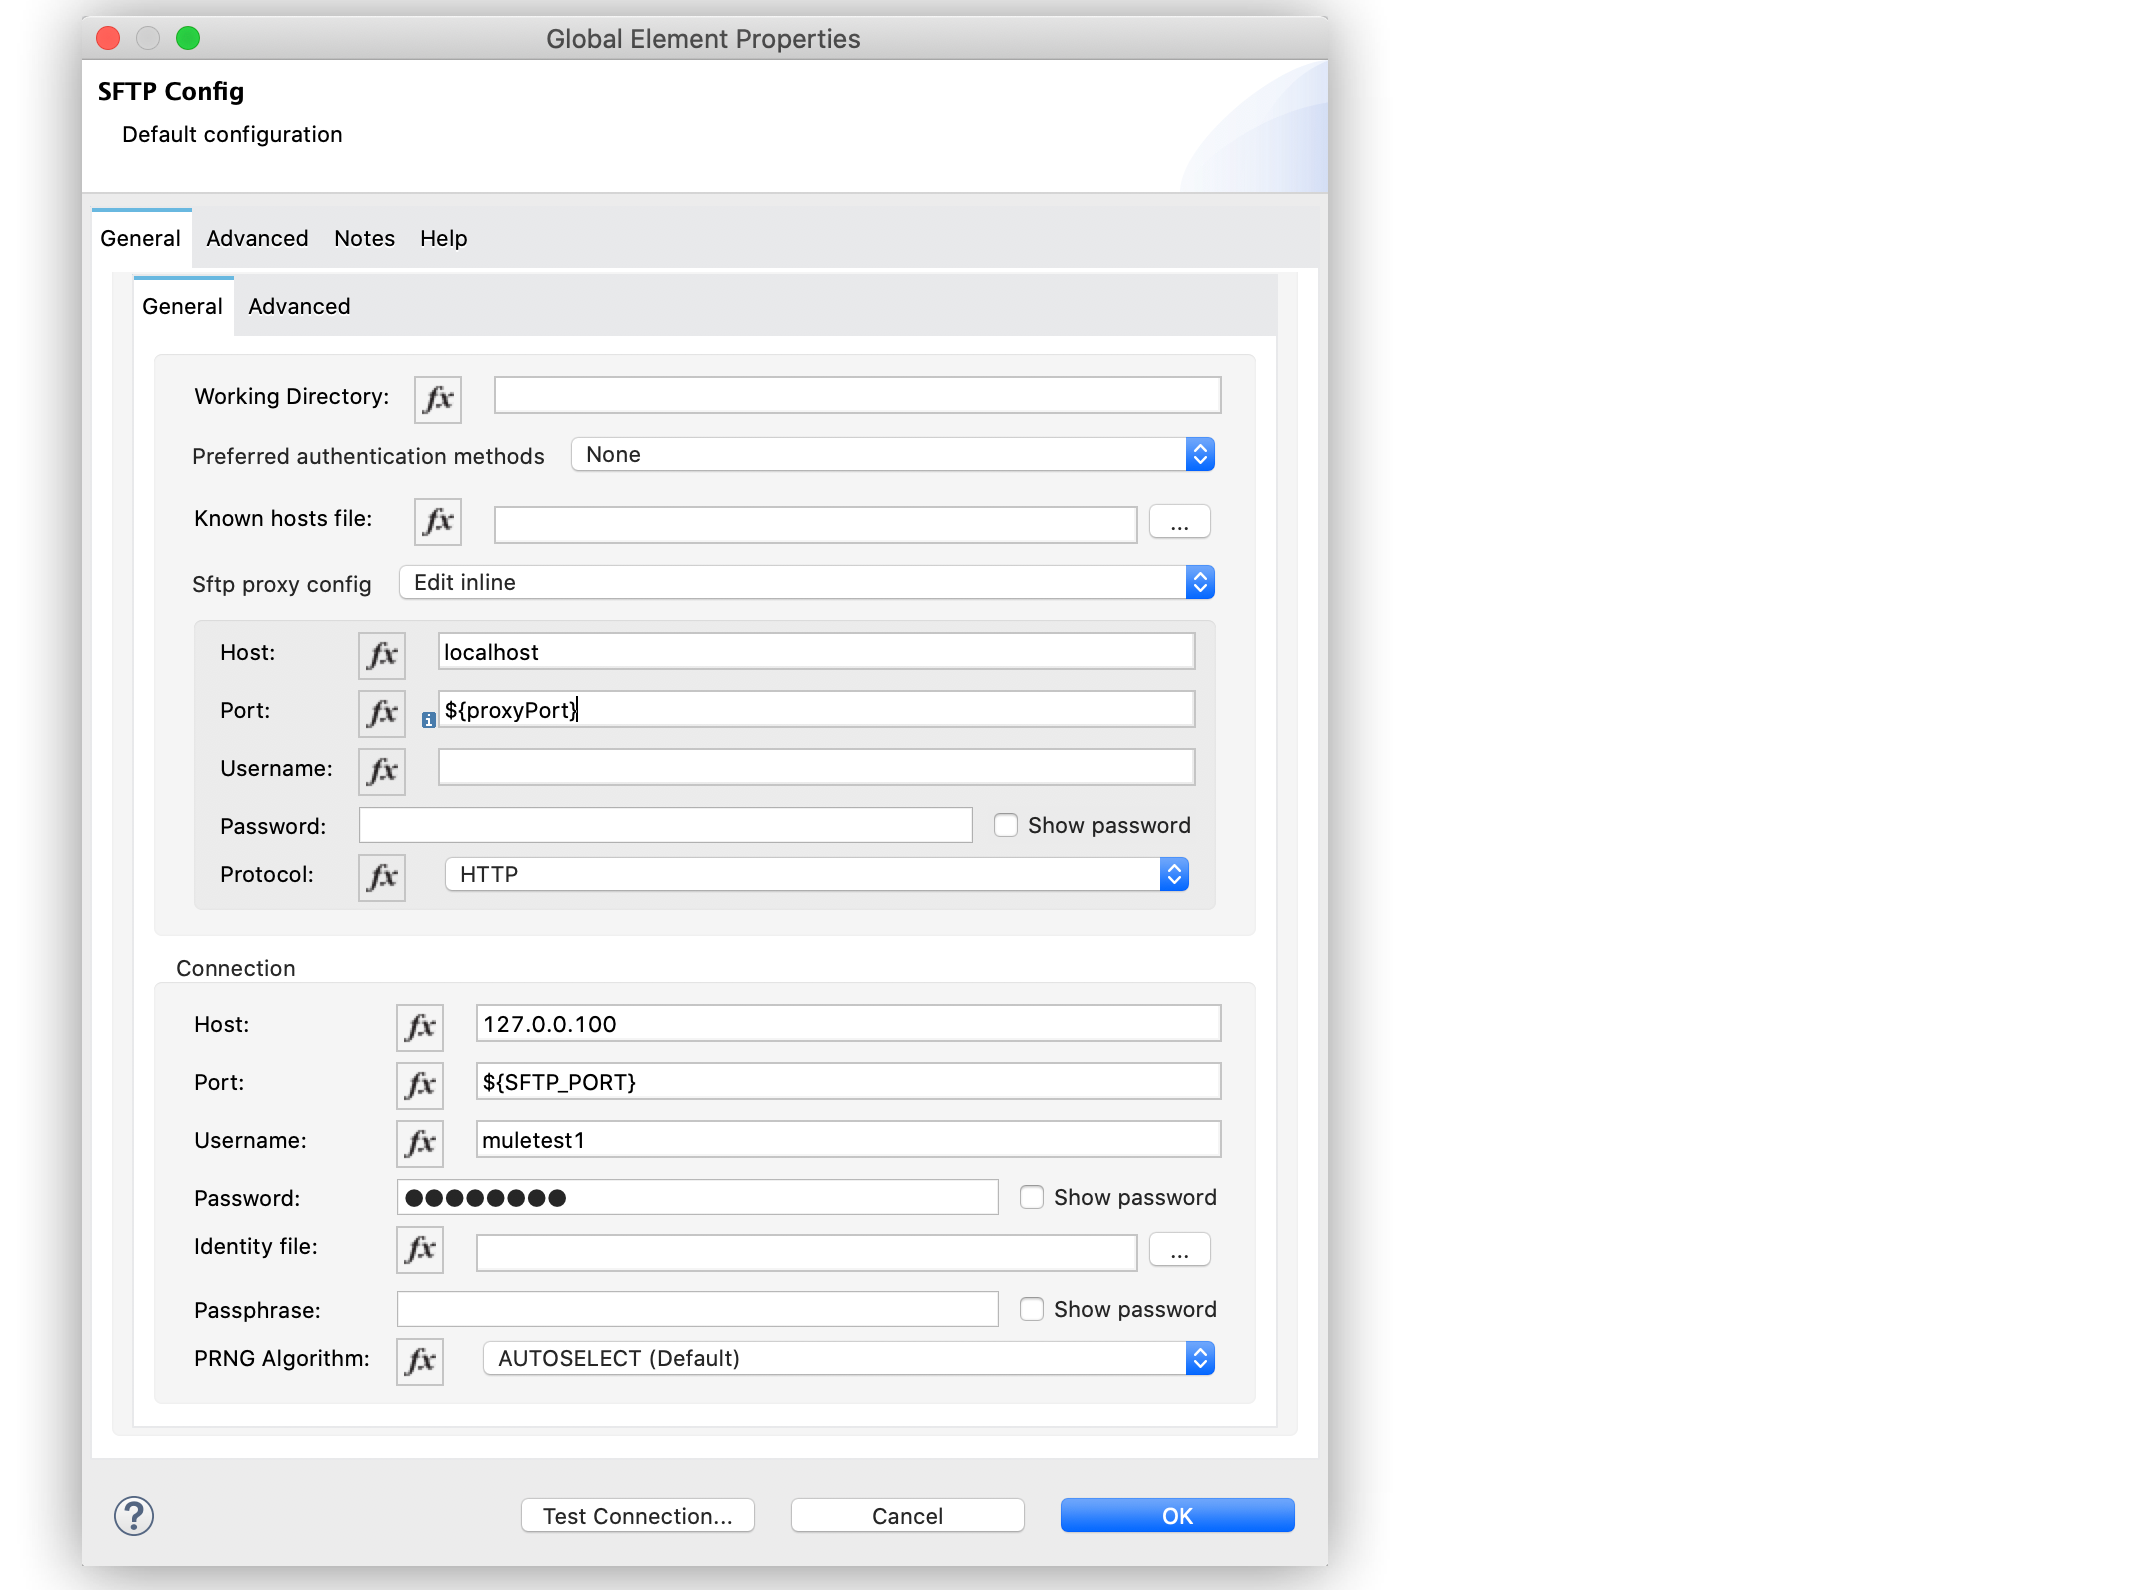 Global Element Properties
SFTP Config
Default configuration
General Advanced Notes Help
General Advanced
Working Directory: fx
Preferred authentication methods None
Known hosts file: fx ...
Sftp proxy config Edit inline
Host: fx localhost
Port: fx i ${proxyPort}
Username: fx
Password: Show password
Protocol: fx HTTP
Connection
Host: fx 127.0.0.100
Port: fx ${SFTP_PORT}
Username: fx muletest1
Password: ●●●●●●●● Show password
Identity file: fx ...
Passphrase: Show password
PRNG Algorithm: fx AUTOSELECT (Default)
? Test Connection... Cancel OK